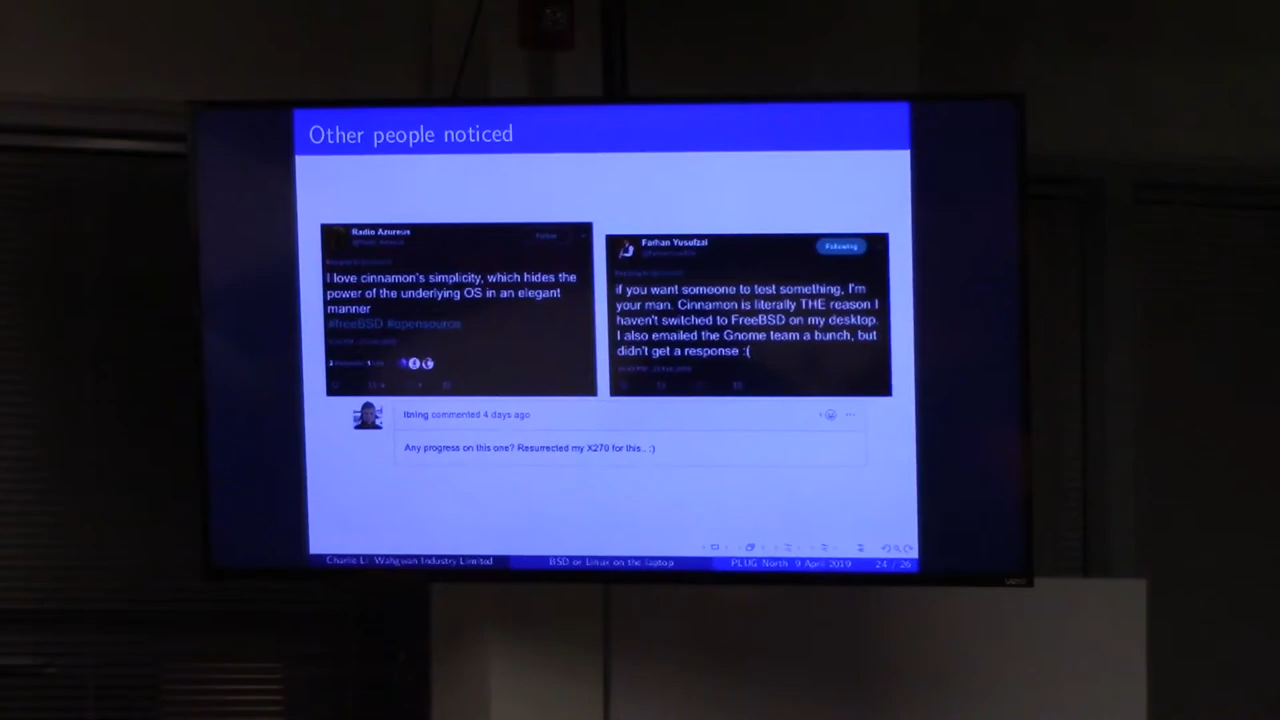 Other people noticed
Radin Azureus
Follow
I love cinnamon's simplicity, which hides the
power of the underlying OS in an elegant
manner
#freeBSD #opensource
Farhan Yusufzai
Following
if you want someone to test something, I'm
your man. Cinnamon is literally THE reason I
haven't switched to FreeBSD on my desktop.
I also emailed the Gnome team a bunch, but
didn't get a response :(
ltning commented 4 days ago
Any progress on this one? Resurrected my X270 for this.. :)
Charlie Li Wahgwan Industry Limited
BSD or Linux on the laptop
PLUG North 9 April 2019
24 / 26
VIZIO